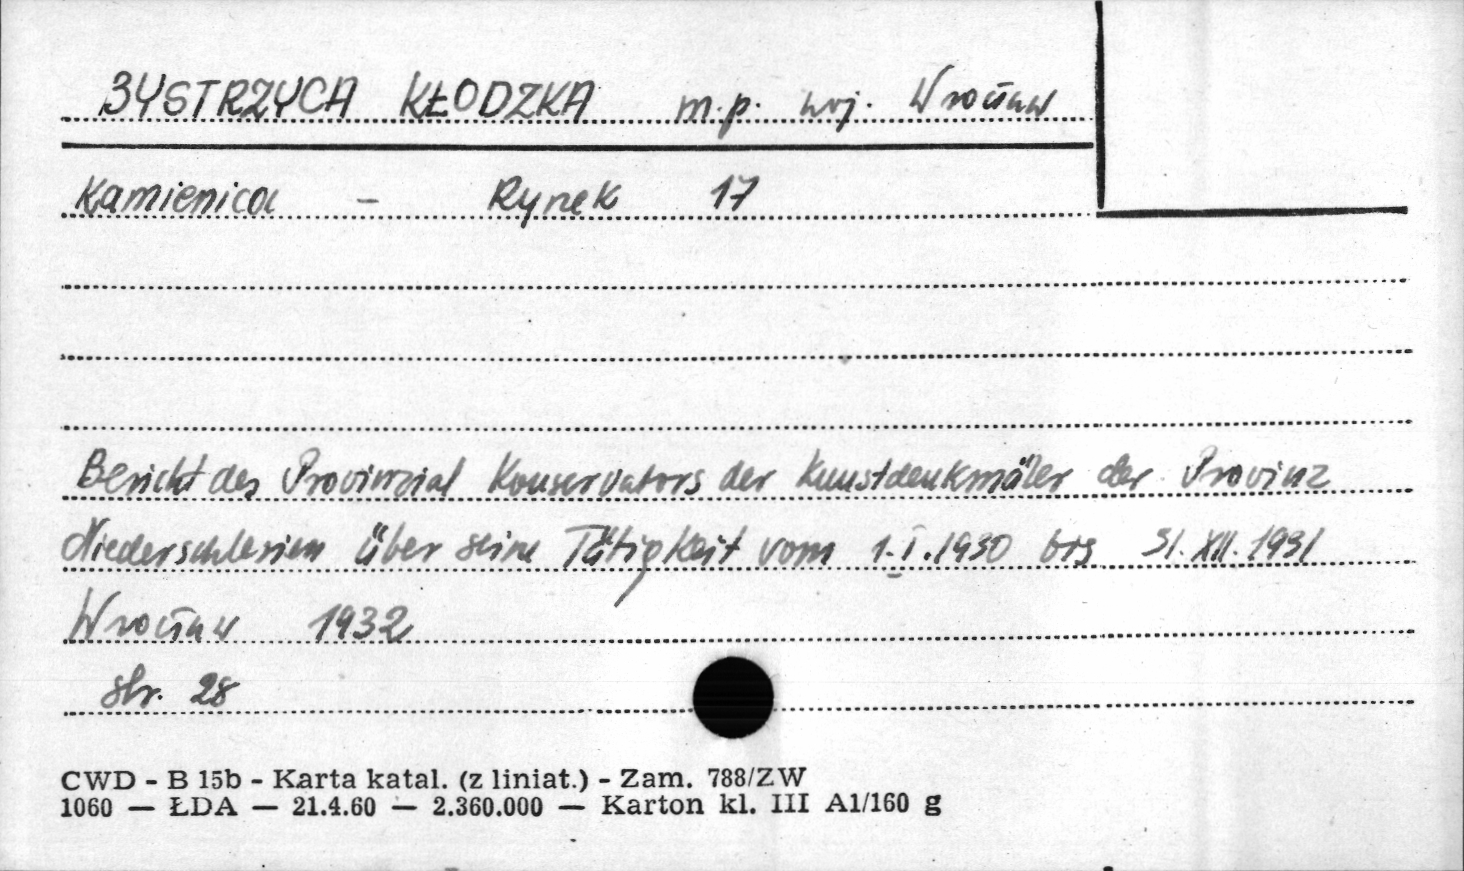 BYSTRZYCA KŁODZKA m.p. woj. Wrocław
Kamienica - Rynek 17
Bericht des Provinzial Konservators der Kunstdenkmäler der Provinz
Niederschlesien über seine Tätigkeit vom 1.I.1930 bis 31.XII.1931
Wrocław 1932
str. 28
CWD - B 15b - Karta katal. (z liniat.) - Zam. 788/ZW
1060 — ŁDA — 21.4.60 — 2.360.000 — Karton kl. III A1/160 g